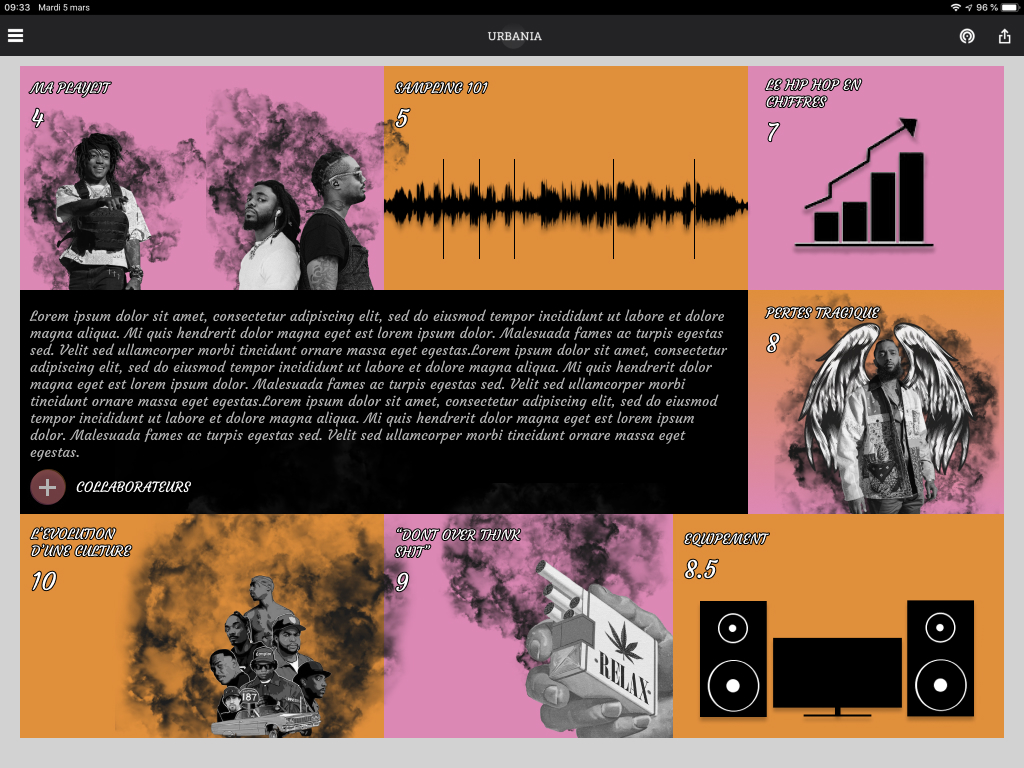 09:33 Mardi 5 mars
96 %
URBANIA
MA PLAYLIT
4
SAMPLING 101
5
LE HIP HOP EN
CHIFFRES
7
Lorem ipsum dolor sit amet, consectetur adipiscing elit, sed do eiusmod tempor incididunt ut labore et dolore
magna aliqua. Mi quis hendrerit dolor magna eget est lorem ipsum dolor. Malesuada fames ac turpis egestas
sed. Velit sed ullamcorper morbi tincidunt ornare massa eget egestas.Lorem ipsum dolor sit amet, consectetur
adipiscing elit, sed do eiusmod tempor incididunt ut labore et dolore magna aliqua. Mi quis hendrerit dolor
magna eget est lorem ipsum dolor. Malesuada fames ac turpis egestas sed. Velit sed ullamcorper morbi
tincidunt ornare massa eget egestas.Lorem ipsum dolor sit amet, consectetur adipiscing elit, sed do eiusmod
tempor incididunt ut labore et dolore magna aliqua. Mi quis hendrerit dolor magna eget est lorem ipsum
dolor. Malesuada fames ac turpis egestas sed. Velit sed ullamcorper morbi tincidunt ornare massa eget
egestas.
COLLABORATEURS
PERTES TRAGIQUE
8
L'EVOLUTION
D'UNE CULTURE
10
Compton
187
"DONT OVER THINK
SHIT"
9
-RELAX-
EQUIPEMENT
8.5